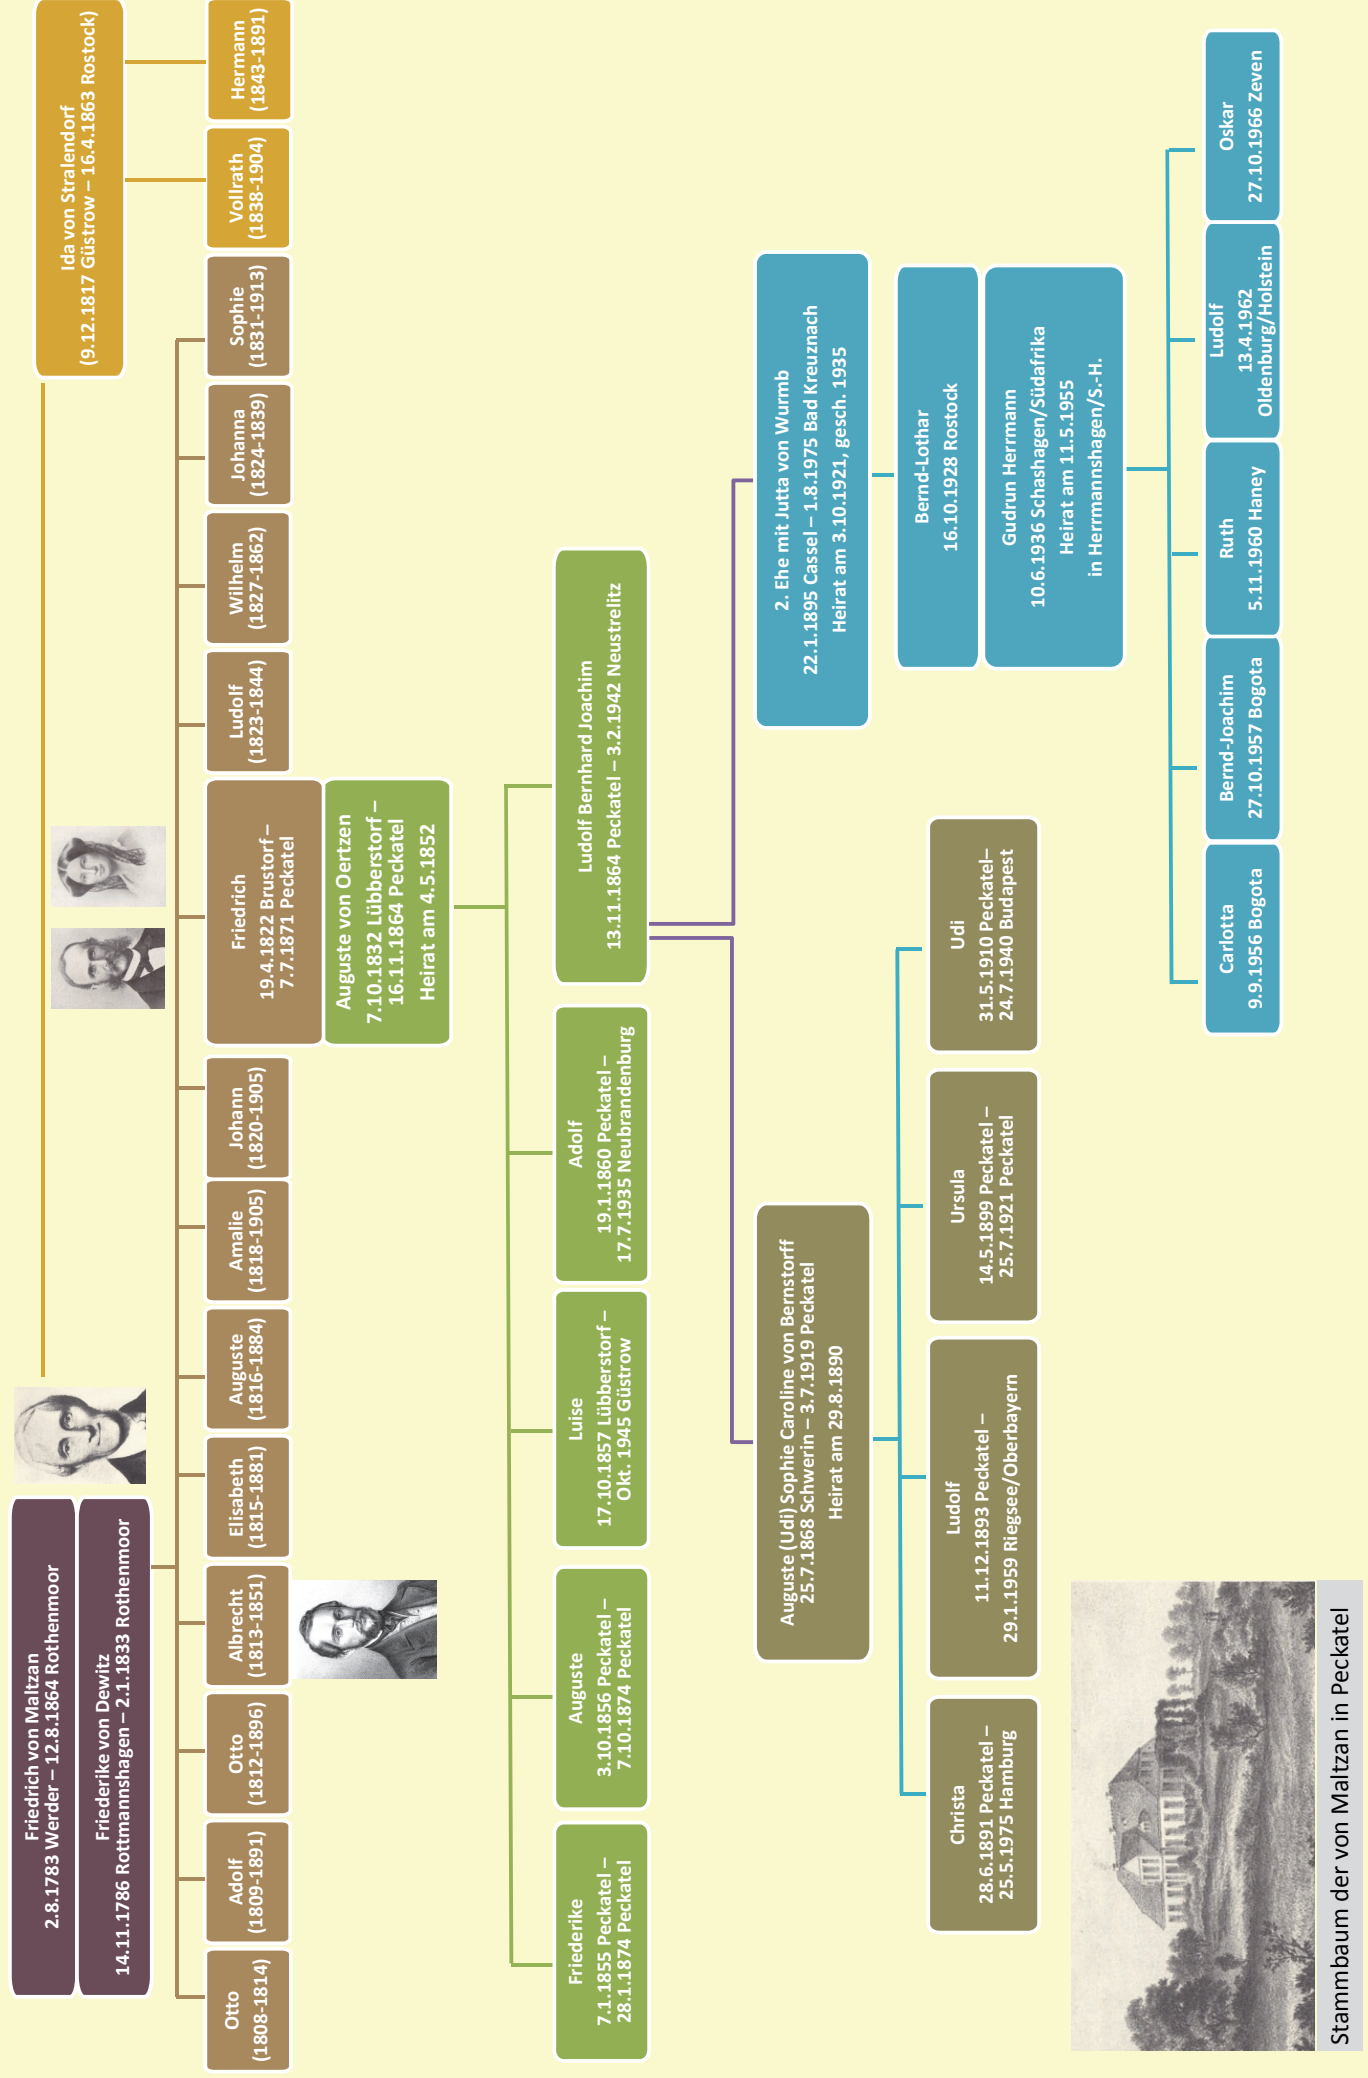 Friedrich von Maltzan
2.8.1783 Werder – 12.8.1864 Rothenmoor
Friederike von Dewitz
14.11.1786 Rottmannshagen – 2.1.1833 Rothenmoor
Ida von Stralendorf
(9.12.1817 Güstrow – 16.4.1863 Rostock)
Otto
(1808-1814)
Adolf
(1809-1891)
Otto
(1812-1896)
Albrecht
(1813-1851)
Elisabeth
(1815-1881)
Auguste
(1816-1884)
Amalie
(1818-1905)
Johann
(1820-1905)
Friedrich
19.4.1822 Brustorf –
7.7.1871 Peckatel
Ludolf
(1823-1844)
Wilhelm
(1827-1862)
Johanna
(1824-1839)
Sophie
(1831-1913)
Vollrath
(1838-1904)
Hermann
(1843-1891)
Auguste von Oertzen
7.10.1832 Lübberstorf –
16.11.1864 Peckatel
Heirat am 4.5.1852
Friederike
7.1.1855 Peckatel –
28.1.1874 Peckatel
Auguste
3.10.1856 Peckatel –
7.10.1874 Peckatel
Luise
17.10.1857 Lübberstorf –
Okt. 1945 Güstrow
Adolf
19.1.1860 Peckatel –
17.7.1935 Neubrandenburg
Ludolf Bernhard Joachim
13.11.1864 Peckatel – 3.2.1942 Neustrelitz
Auguste (Udi) Sophie Caroline von Bernstorff
25.7.1868 Schwerin – 3.7.1919 Peckatel
Heirat am 29.8.1890
2. Ehe mit Jutta von Wurmb
22.1.1895 Cassel – 1.8.1975 Bad Kreuznach
Heirat am 3.10.1921, gesch. 1935
Christa
28.6.1891 Peckatel –
25.5.1975 Hamburg
Ludolf
11.12.1893 Peckatel –
29.1.1959 Riegsee/Oberbayern
Ursula
14.5.1899 Peckatel –
25.7.1921 Peckatel
Udi
31.5.1910 Peckatel–
24.7.1940 Budapest
Bernd-Lothar
16.10.1928 Rostock
Gudrun Herrmann
10.6.1936 Schashagen/Südafrika
Heirat am 11.5.1955
in Herrmannshagen/S.-H.
Carlotta
9.9.1956 Bogota
Bernd-Joachim
27.10.1957 Bogota
Ruth
5.11.1960 Haney
Ludolf
13.4.1962
Oldenburg/Holstein
Oskar
27.10.1966 Zeven
Stammbaum der von Maltzan in Peckatel